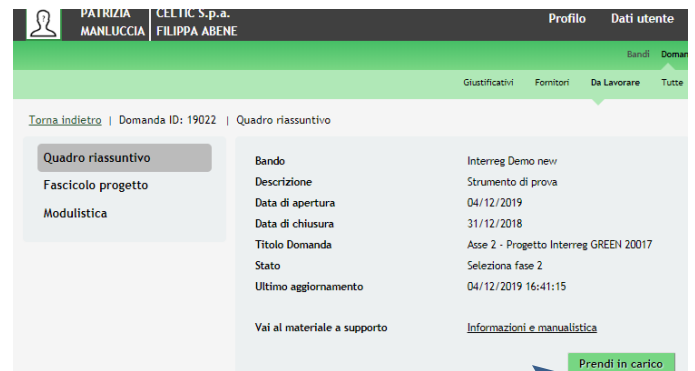 PATRIZIA CELTIC S.p.a. Profilo Dati utente
MANLUCCIA FILIPPA ABENE
Bandi
Giustificativi Fornitori Da Lavorare Tutte
Torna indietro | Domanda ID: 19022 | Quadro riassuntivo
Quadro riassuntivo
Fascicolo progetto
Modulistica
Bando Interreg Demo new
Descrizione Strumento di prova
Data di apertura 04/12/2019
Data di chiusura 31/12/2018
Titolo Domanda Asse 2 - Progetto Interreg GREEN 20017
Stato Seleziona fase 2
Ultimo aggiornamento 04/12/2019 16:41:15
Vai al materiale a supporto Informazioni e manualistica
Prendi in carico